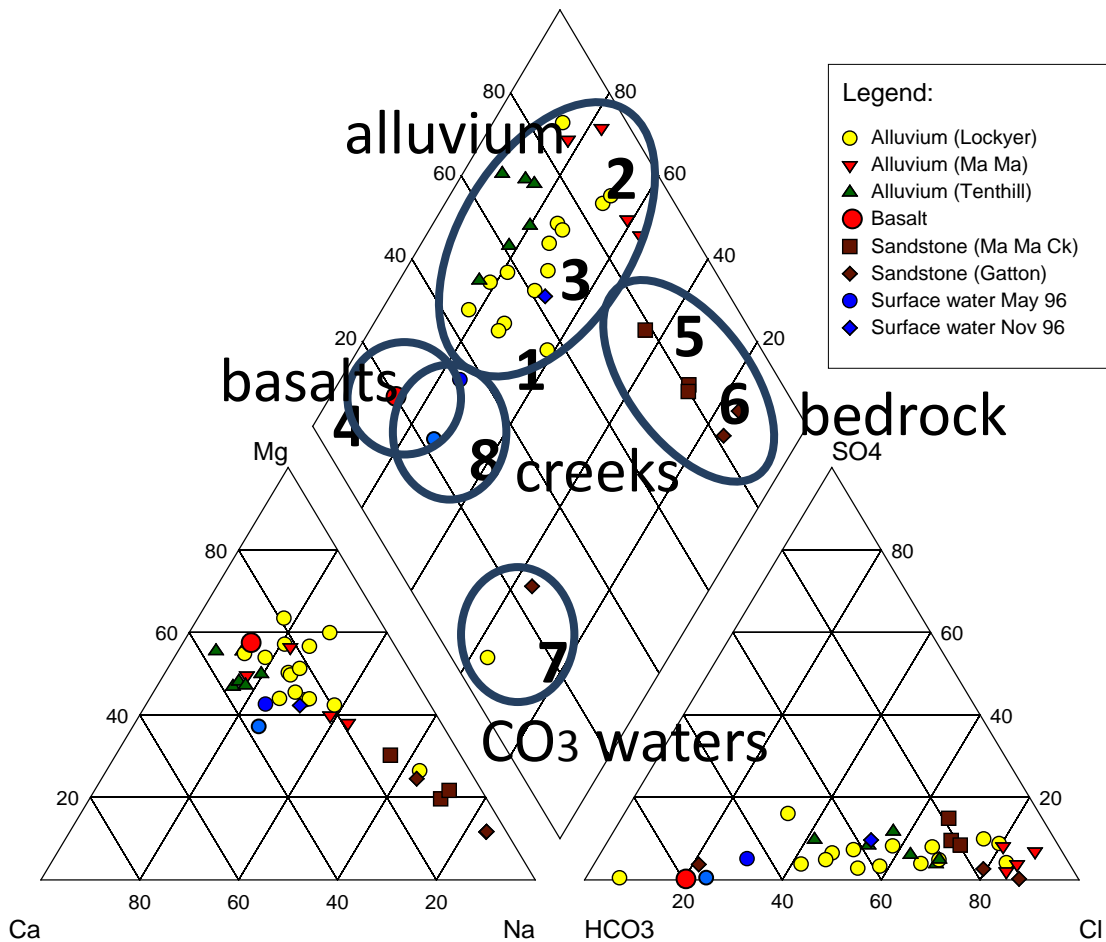 80 80
Legend:
Alluvium (Lockyer)
Alluvium (Ma Ma)
Alluvium (Tenthill)
Basalt
Sandstone (Ma Ma Ck)
Sandstone (Gatton)
Surface water May 96
Surface water Nov 96
alluvium
60 2 60
40 3 40
20 1 5 20
basalts
4 6
bedrock
8
creeks
Mg SO4
80 80
60 7 60
CO3 waters
40 40
20 20
80 60 40 20 20 40 60 80
Ca Na HCO3 Cl